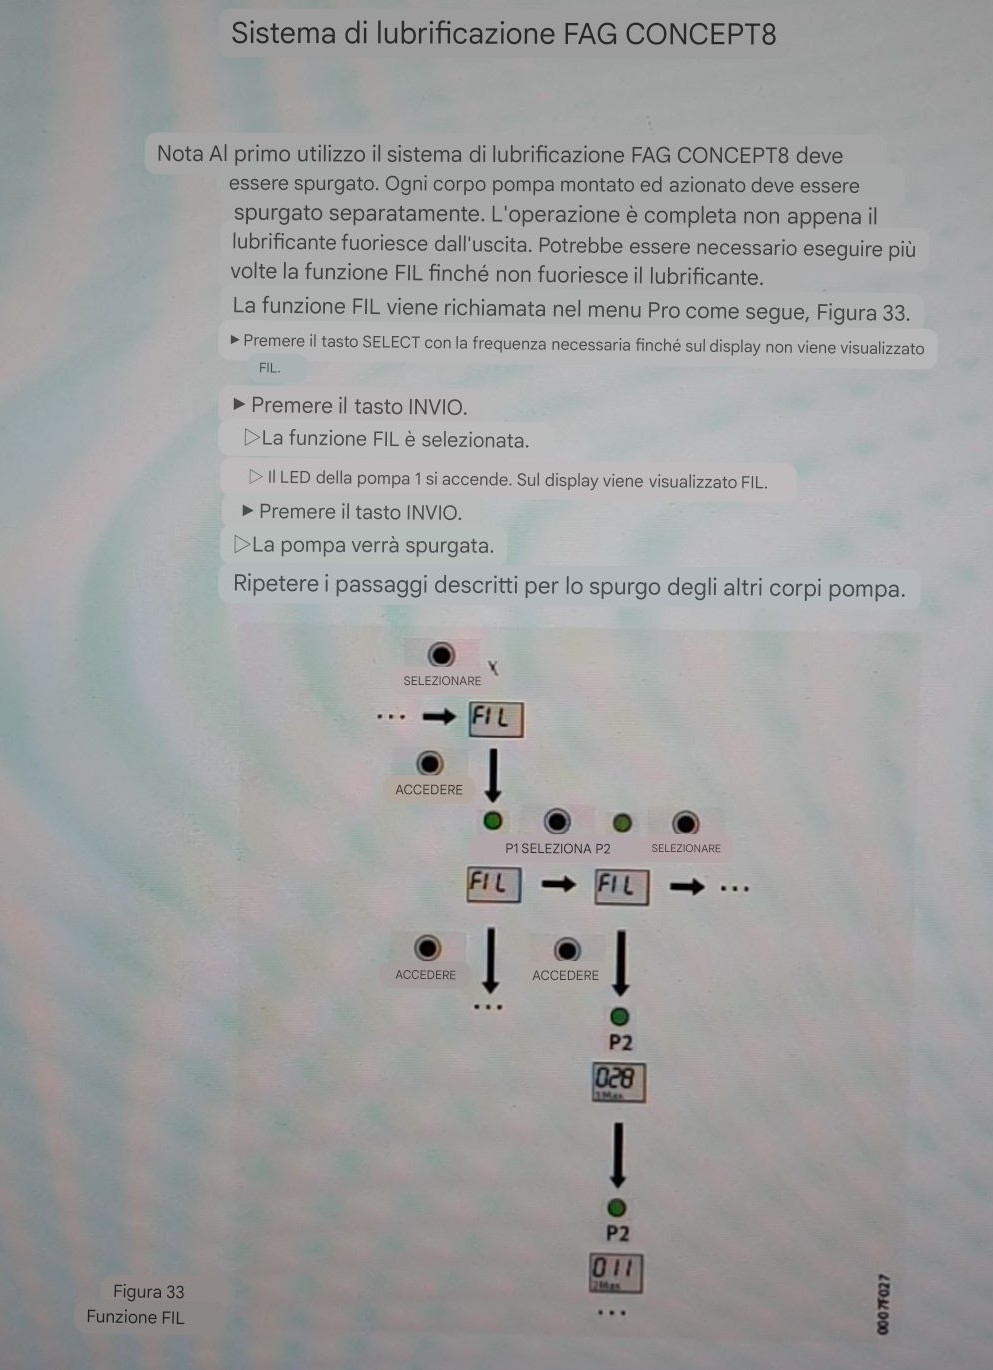 Sistema di lubrificazione FAG CONCEPT8
Nota Al primo utilizzo il sistema di lubrificazione FAG CONCEPT8 deve
essere spurgato. Ogni corpo pompa montato ed azionato deve essere
spurgato separatamente. L'operazione è completa non appena il
lubrificante fuoriesce dall'uscita. Potrebbe essere necessario eseguire più
volte la funzione FIL finché non fuoriesce il lubrificante.
La funzione FIL viene richiamata nel menu Pro come segue, Figura 33.
▶ Premere il tasto SELECT con la frequenza necessaria finché sul display non viene visualizzato
FIL.
▶ Premere il tasto INVIO.
▷La funzione FIL è selezionata.
▷ Il LED della pompa 1 si accende. Sul display viene visualizzato FIL.
▶ Premere il tasto INVIO.
▷La pompa verrà spurgata.
Ripetere i passaggi descritti per lo spurgo degli altri corpi pompa.
SELEZIONARE
... FIL
ACCEDERE
P1 SELEZIONA P2 SELEZIONARE
FIL FIL ...
ACCEDERE ACCEDERE
...
P2
028
P2
011
...
Figura 33
Funzione FIL
0007F027